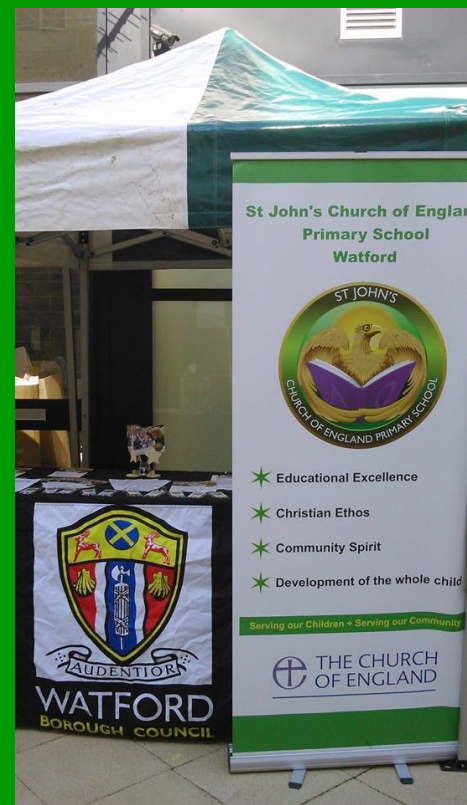 St John's Church of Englan
Primary School
Watford
ST JOHN'S
CHURCH OF ENGLAND PRIMARY SCHOOL
Educational Excellence
Christian Ethos
Community Spirit
Development of the whole child
Serving our Children + Serving our Community
THE CHURCH
OF ENGLAND
AUDENTIOR
WATFORD
BOROUGH COUNCIL